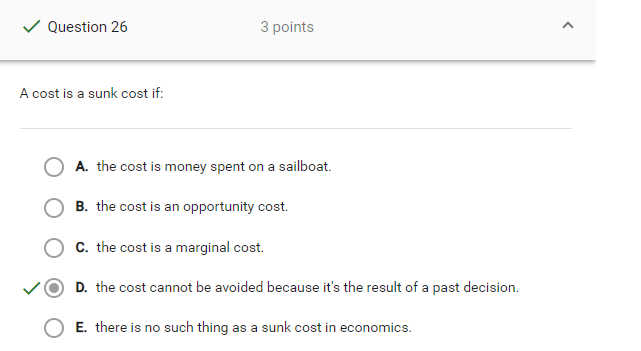 Question 26 3 points
A cost is a sunk cost if:
A. the cost is money spent on a sailboat.
B. the cost is an opportunity cost.
C. the cost is a marginal cost.
D. the cost cannot be avoided because it's the result of a past decision.
E. there is no such thing as a sunk cost in economics.